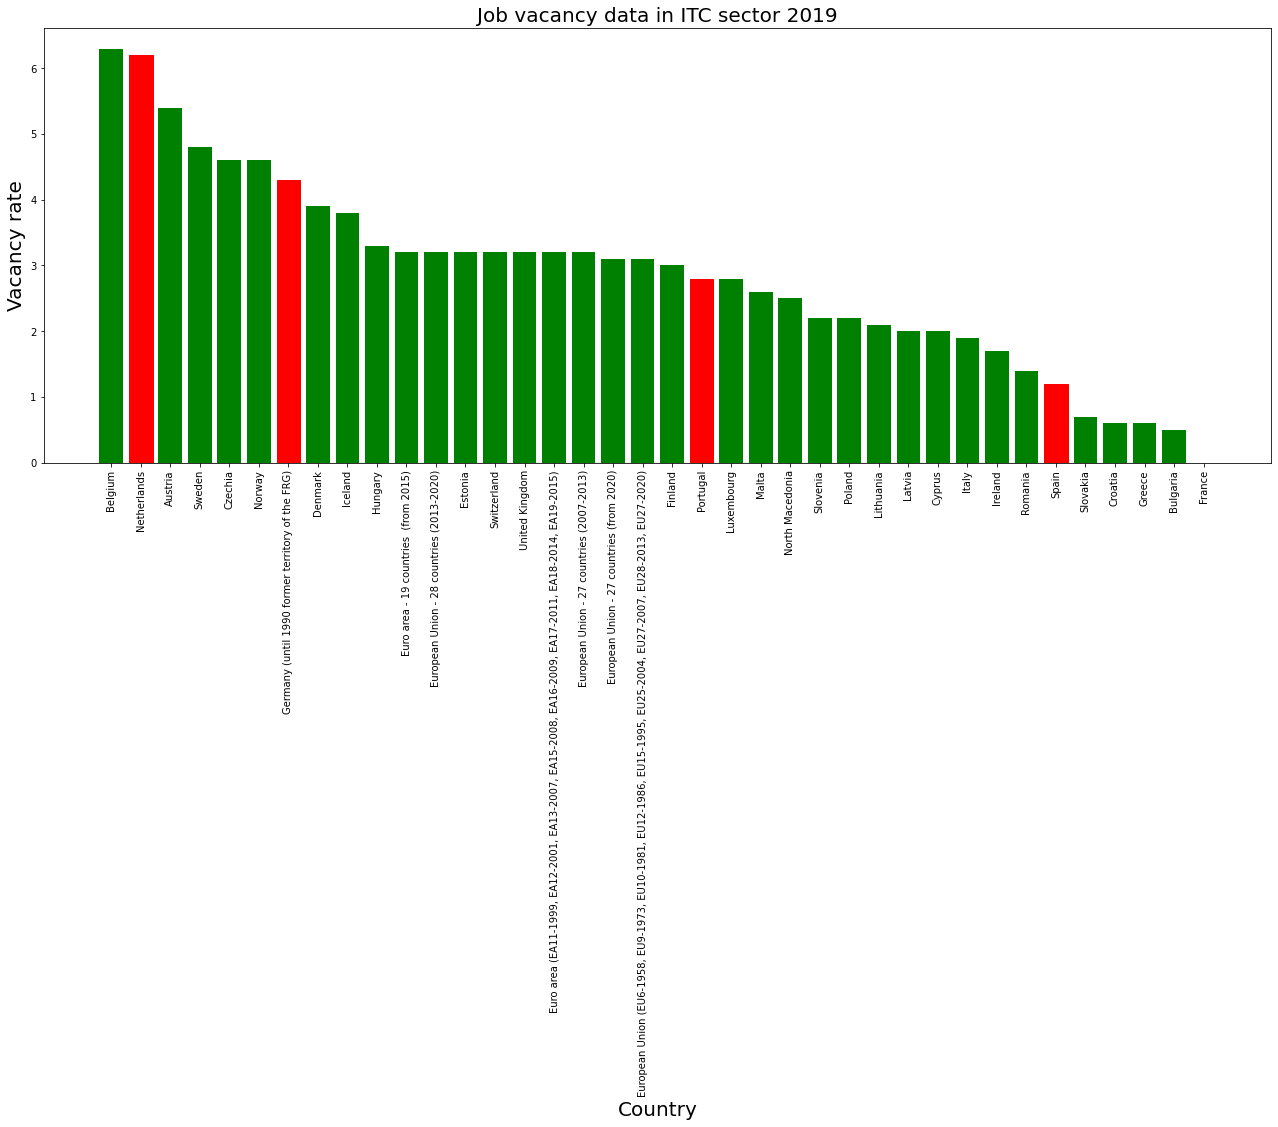 Job vacancy data in ITC sector 2019
Vacancy rate
6
5
4
3
2
1
0
Belgium
Netherlands
Austria
Sweden
Czechia
Norway
Germany (until 1990 former territory of the FRG)
Denmark
Iceland
Hungary
Euro area - 19 countries  (from 2015)
European Union - 28 countries (2013-2020)
Estonia
Switzerland
United Kingdom
Euro area (EA11-1999, EA12-2001, EA13-2007, EA15-2008, EA16-2009, EA17-2011, EA18-2014, EA19-2015)
European Union - 27 countries (2007-2013)
European Union - 27 countries (from 2020)
European Union (EU6-1958, EU9-1973, EU10-1981, EU12-1986, EU15-1995, EU25-2004, EU27-2007, EU28-2013, EU27-2020)
Finland
Portugal
Luxembourg
Malta
North Macedonia
Slovenia
Poland
Lithuania
Latvia
Cyprus
Italy
Ireland
Romania
Spain
Slovakia
Croatia
Greece
Bulgaria
France
Country